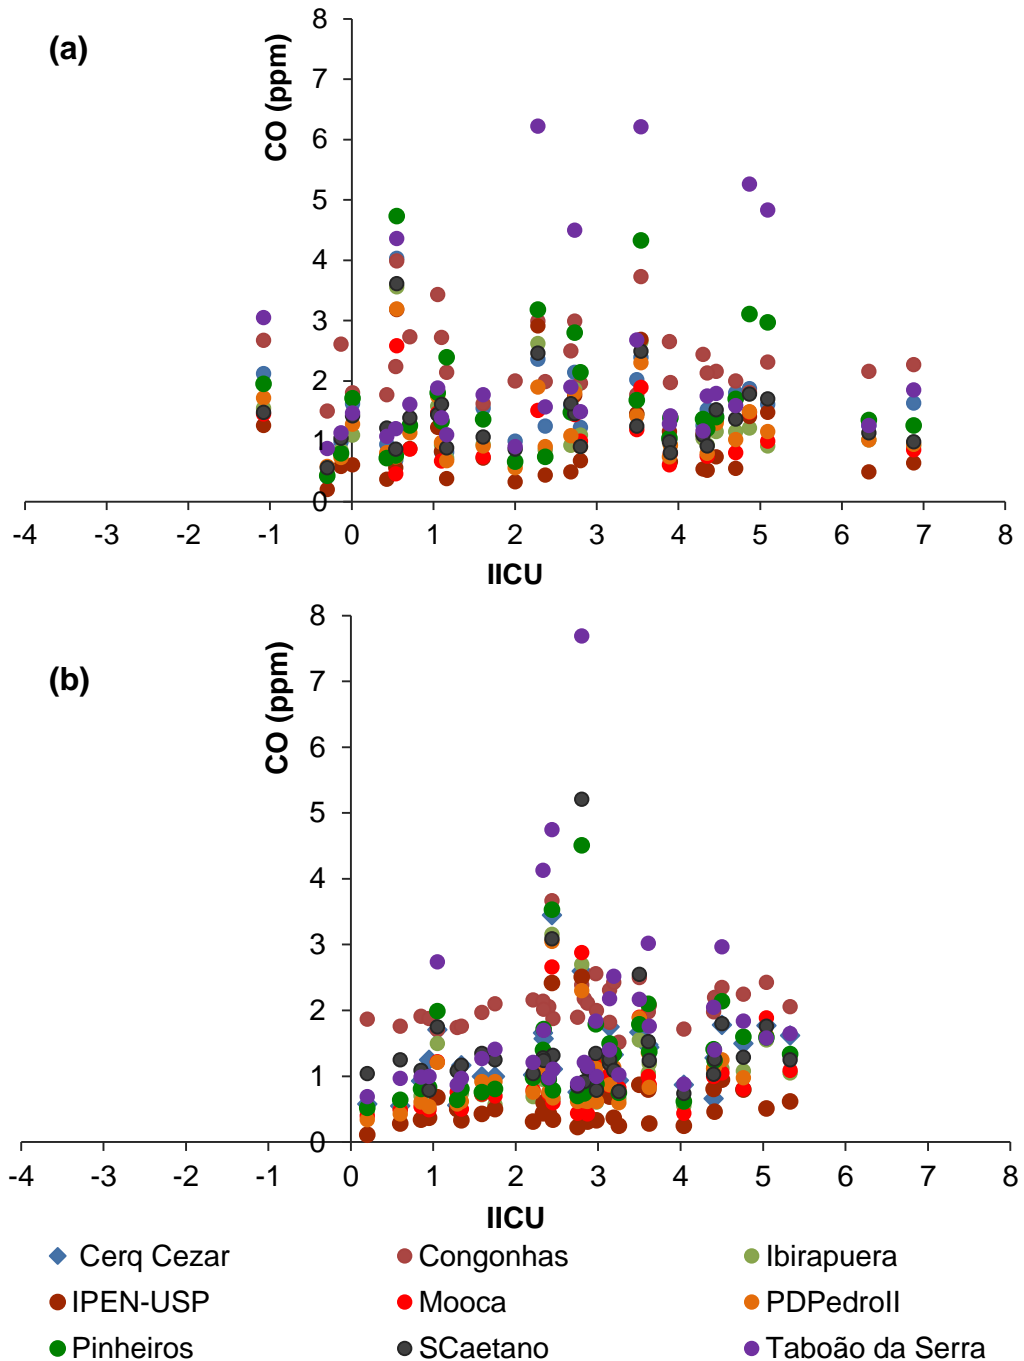 (a)
CO (ppm)
8
7
6
5
4
3
2
1
0
-4 -3 -2 -1 0 1 2 3 4 5 6 7 8
IICU
(b)
CO (ppm)
8
7
6
5
4
3
2
1
0
-4 -3 -2 -1 0 1 2 3 4 5 6 7 8
IICU
Cerq Cezar Congonhas Ibirapuera
IPEN-USP Mooca PDPedroII
Pinheiros SCaetano Taboão da Serra